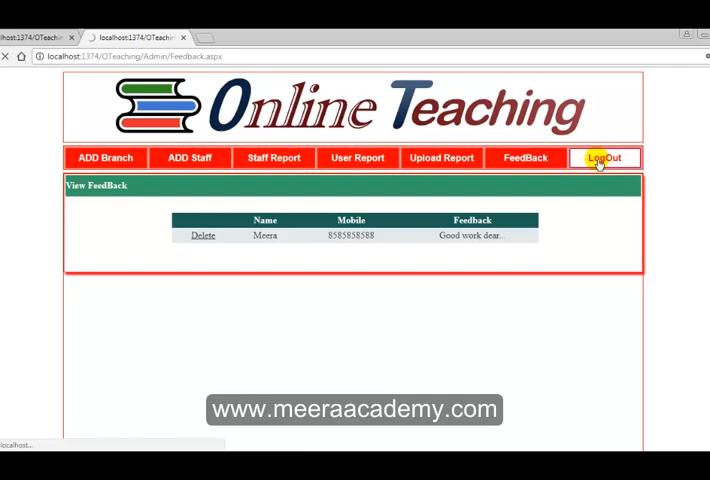 lhost:1374/OTeaching
localhost:1374/OTeachin
localhost:1374/OTeaching/Admin/Feedback.aspx
Online Teaching
ADD Branch ADD Staff Staff Report User Report Upload Report FeedBack LogOut
View FeedBack
Name Mobile Feedback
Delete Meera 8585858588 Good work dear...
www.meeraacademy.com
localhost...